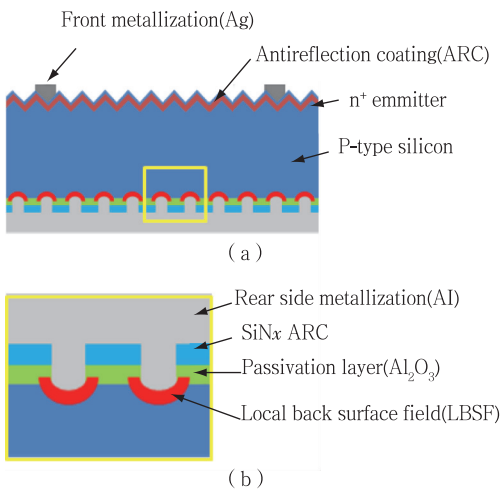 Front metallization(Ag)
Antireflection coating(ARC)
n⁺ emmitter
P-type silicon
(a)
Rear side metallization(AI)
SiNx ARC
Passivation layer(Al₂O₃)
Local back surface field(LBSF)
(b)